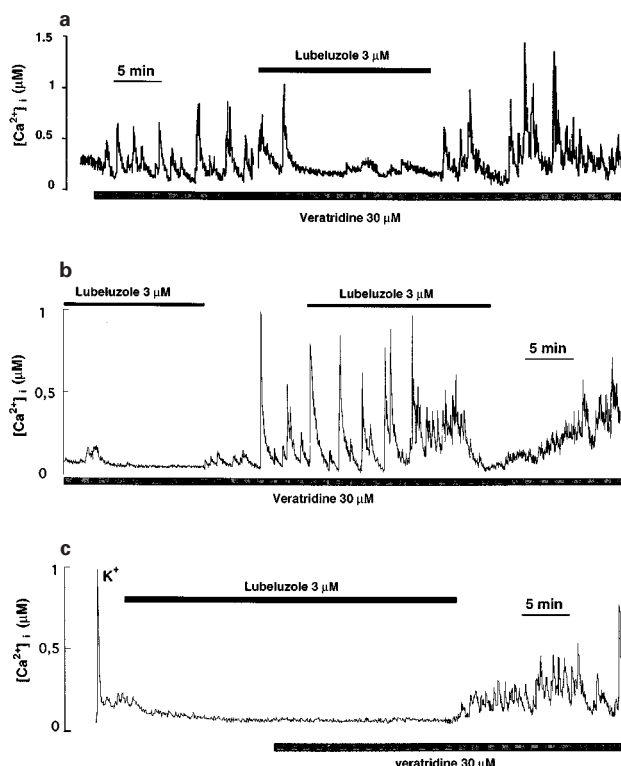 a
1.5
1
0.5
0
[Ca2+] i (µM)
5 min
Lubeluzole 3 µM
Veratridine 30 µM
b
Lubeluzole 3 µM
Lubeluzole 3 µM
1
0,5
0
[Ca2+] i (µM)
5 min
Veratridine 30 µM
c
1
0,5
0
[Ca2+] i (µM)
K+
Lubeluzole 3 µM
5 min
veratridine 30 µM